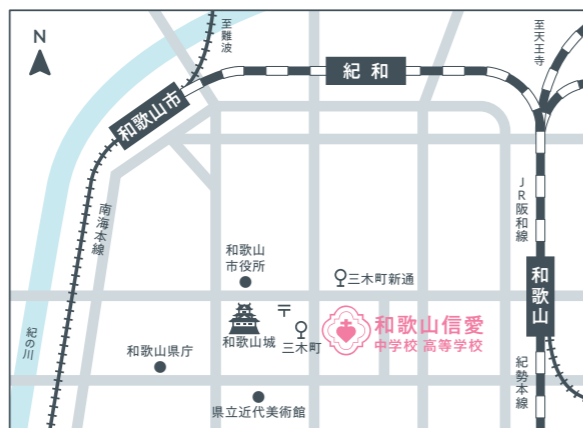 N
至難波
至天王寺
紀和
和歌山市
南海本線
JR阪和線
和歌山
市役所
三木町新通
和歌山
和歌山城
〒
三木町
和歌山信愛
中学校 高等学校
紀の川
和歌山県庁
紀勢本線
県立近代美術館